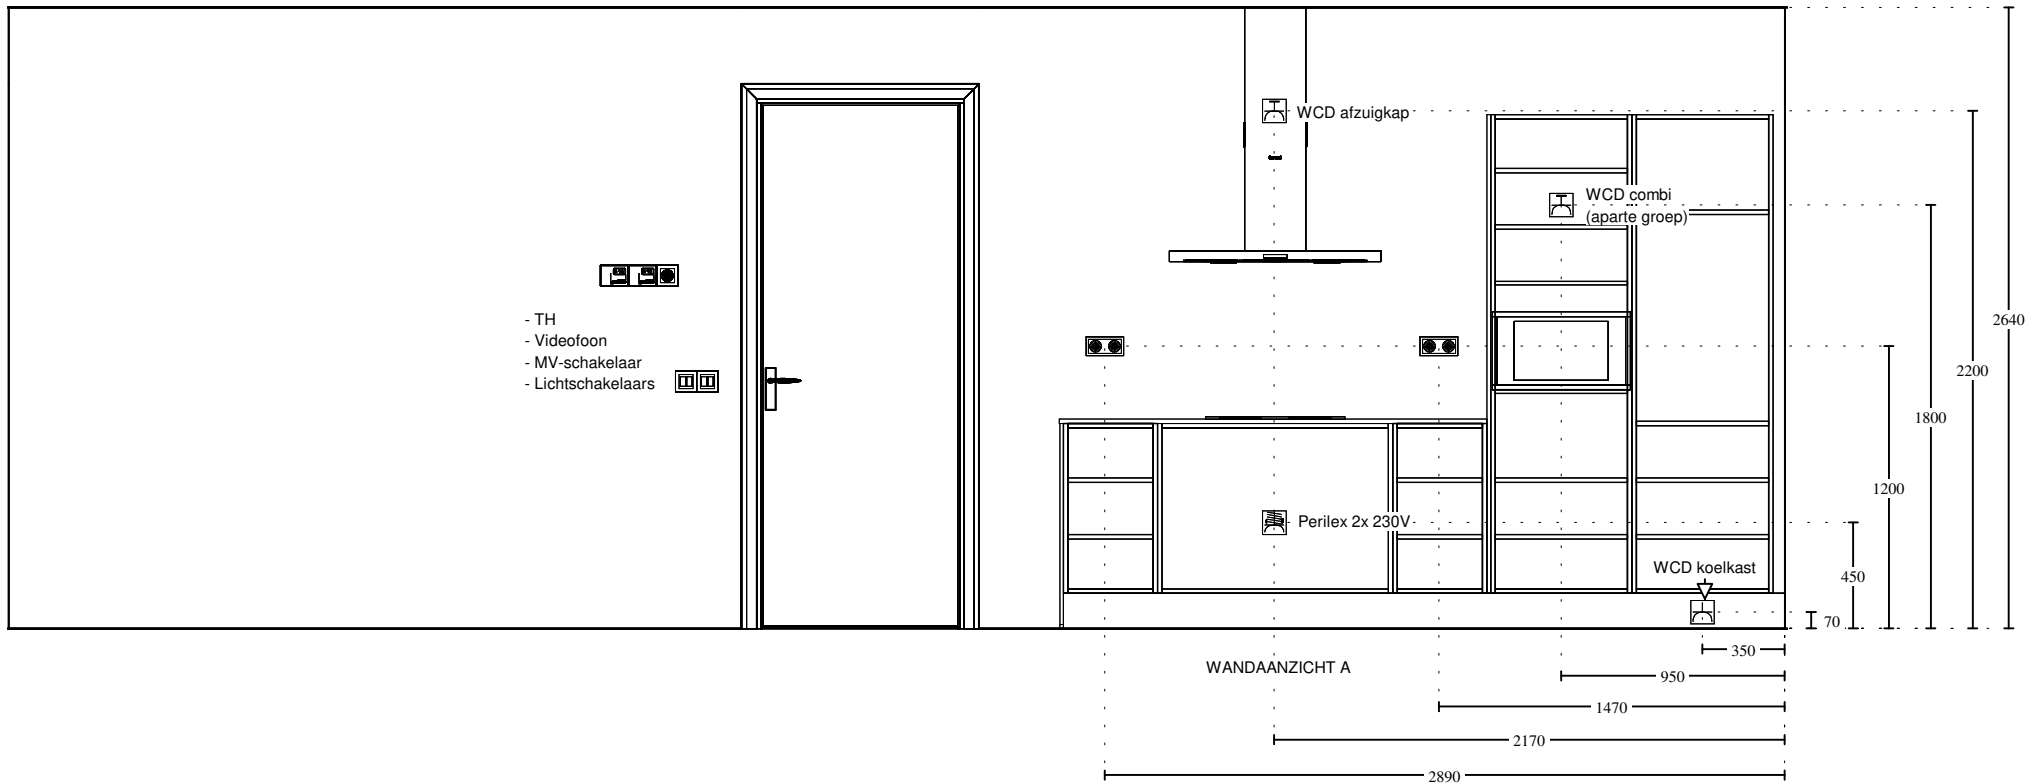 WCD afzuigkap
WCD combi
(aparte groep)
- TH
- Videofoon
- MV-schakelaar
- Lichtschakelaars
2640
2200
1800
1200
Perilex 2x 230V
WCD koelkast
450
70
350
WANDAANZICHT A
950
1470
2170
2890